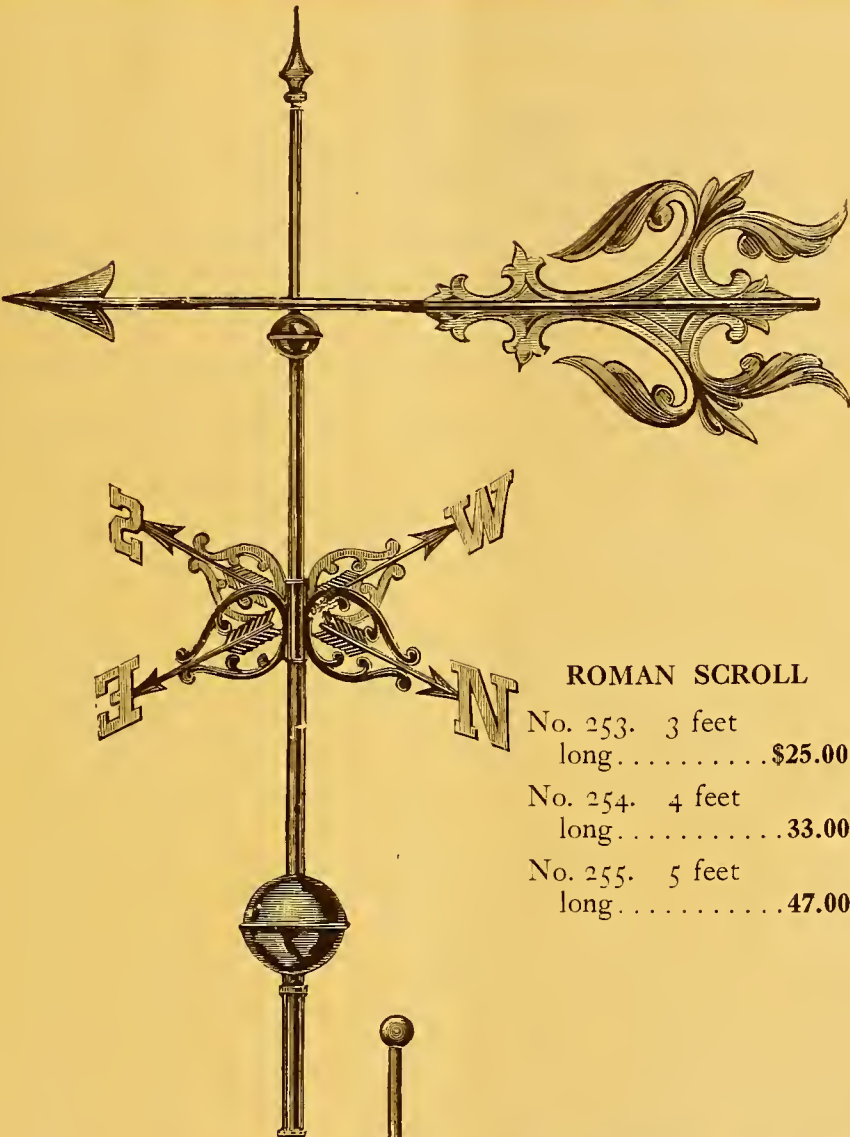 S
W
E
N
ROMAN SCROLL
No. 253. 3 feet
long..........$25.00
No. 254. 4 feet
long...........33.00
No. 255. 5 feet
long...........47.00